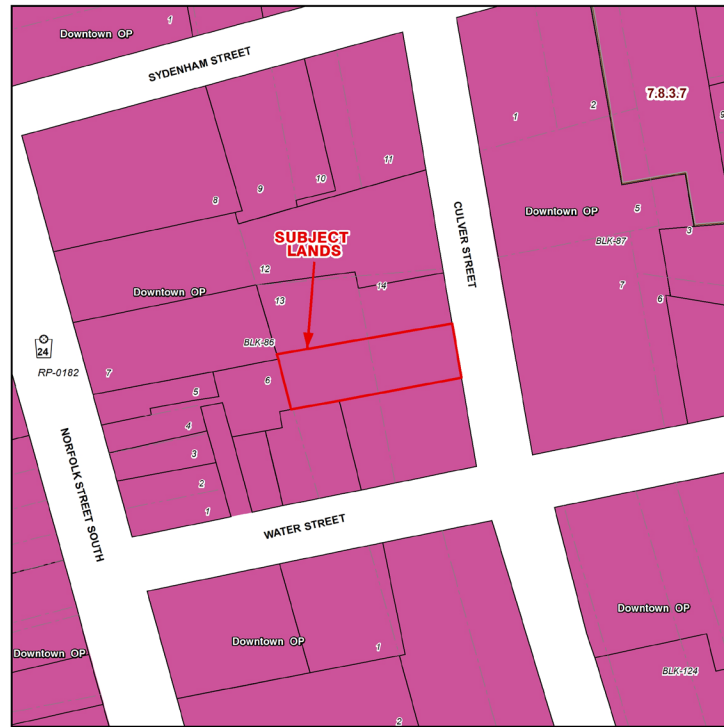 1
Downtown OP
SYDENHAM STREET
7.8.3.7
2
1
9
11
10
9
8
CULVER STREET
5
Downtown OP
3
BLK-87
SUBJECT
LANDS
12
14
7
6
Downtown OP
13
BLK-86
24
RP-0182
7
6
5
4
3
2
1
NORFOLK STREET SOUTH
WATER STREET
Downtown OP
Downtown OP
Downtown OP
1
BLK-124
2